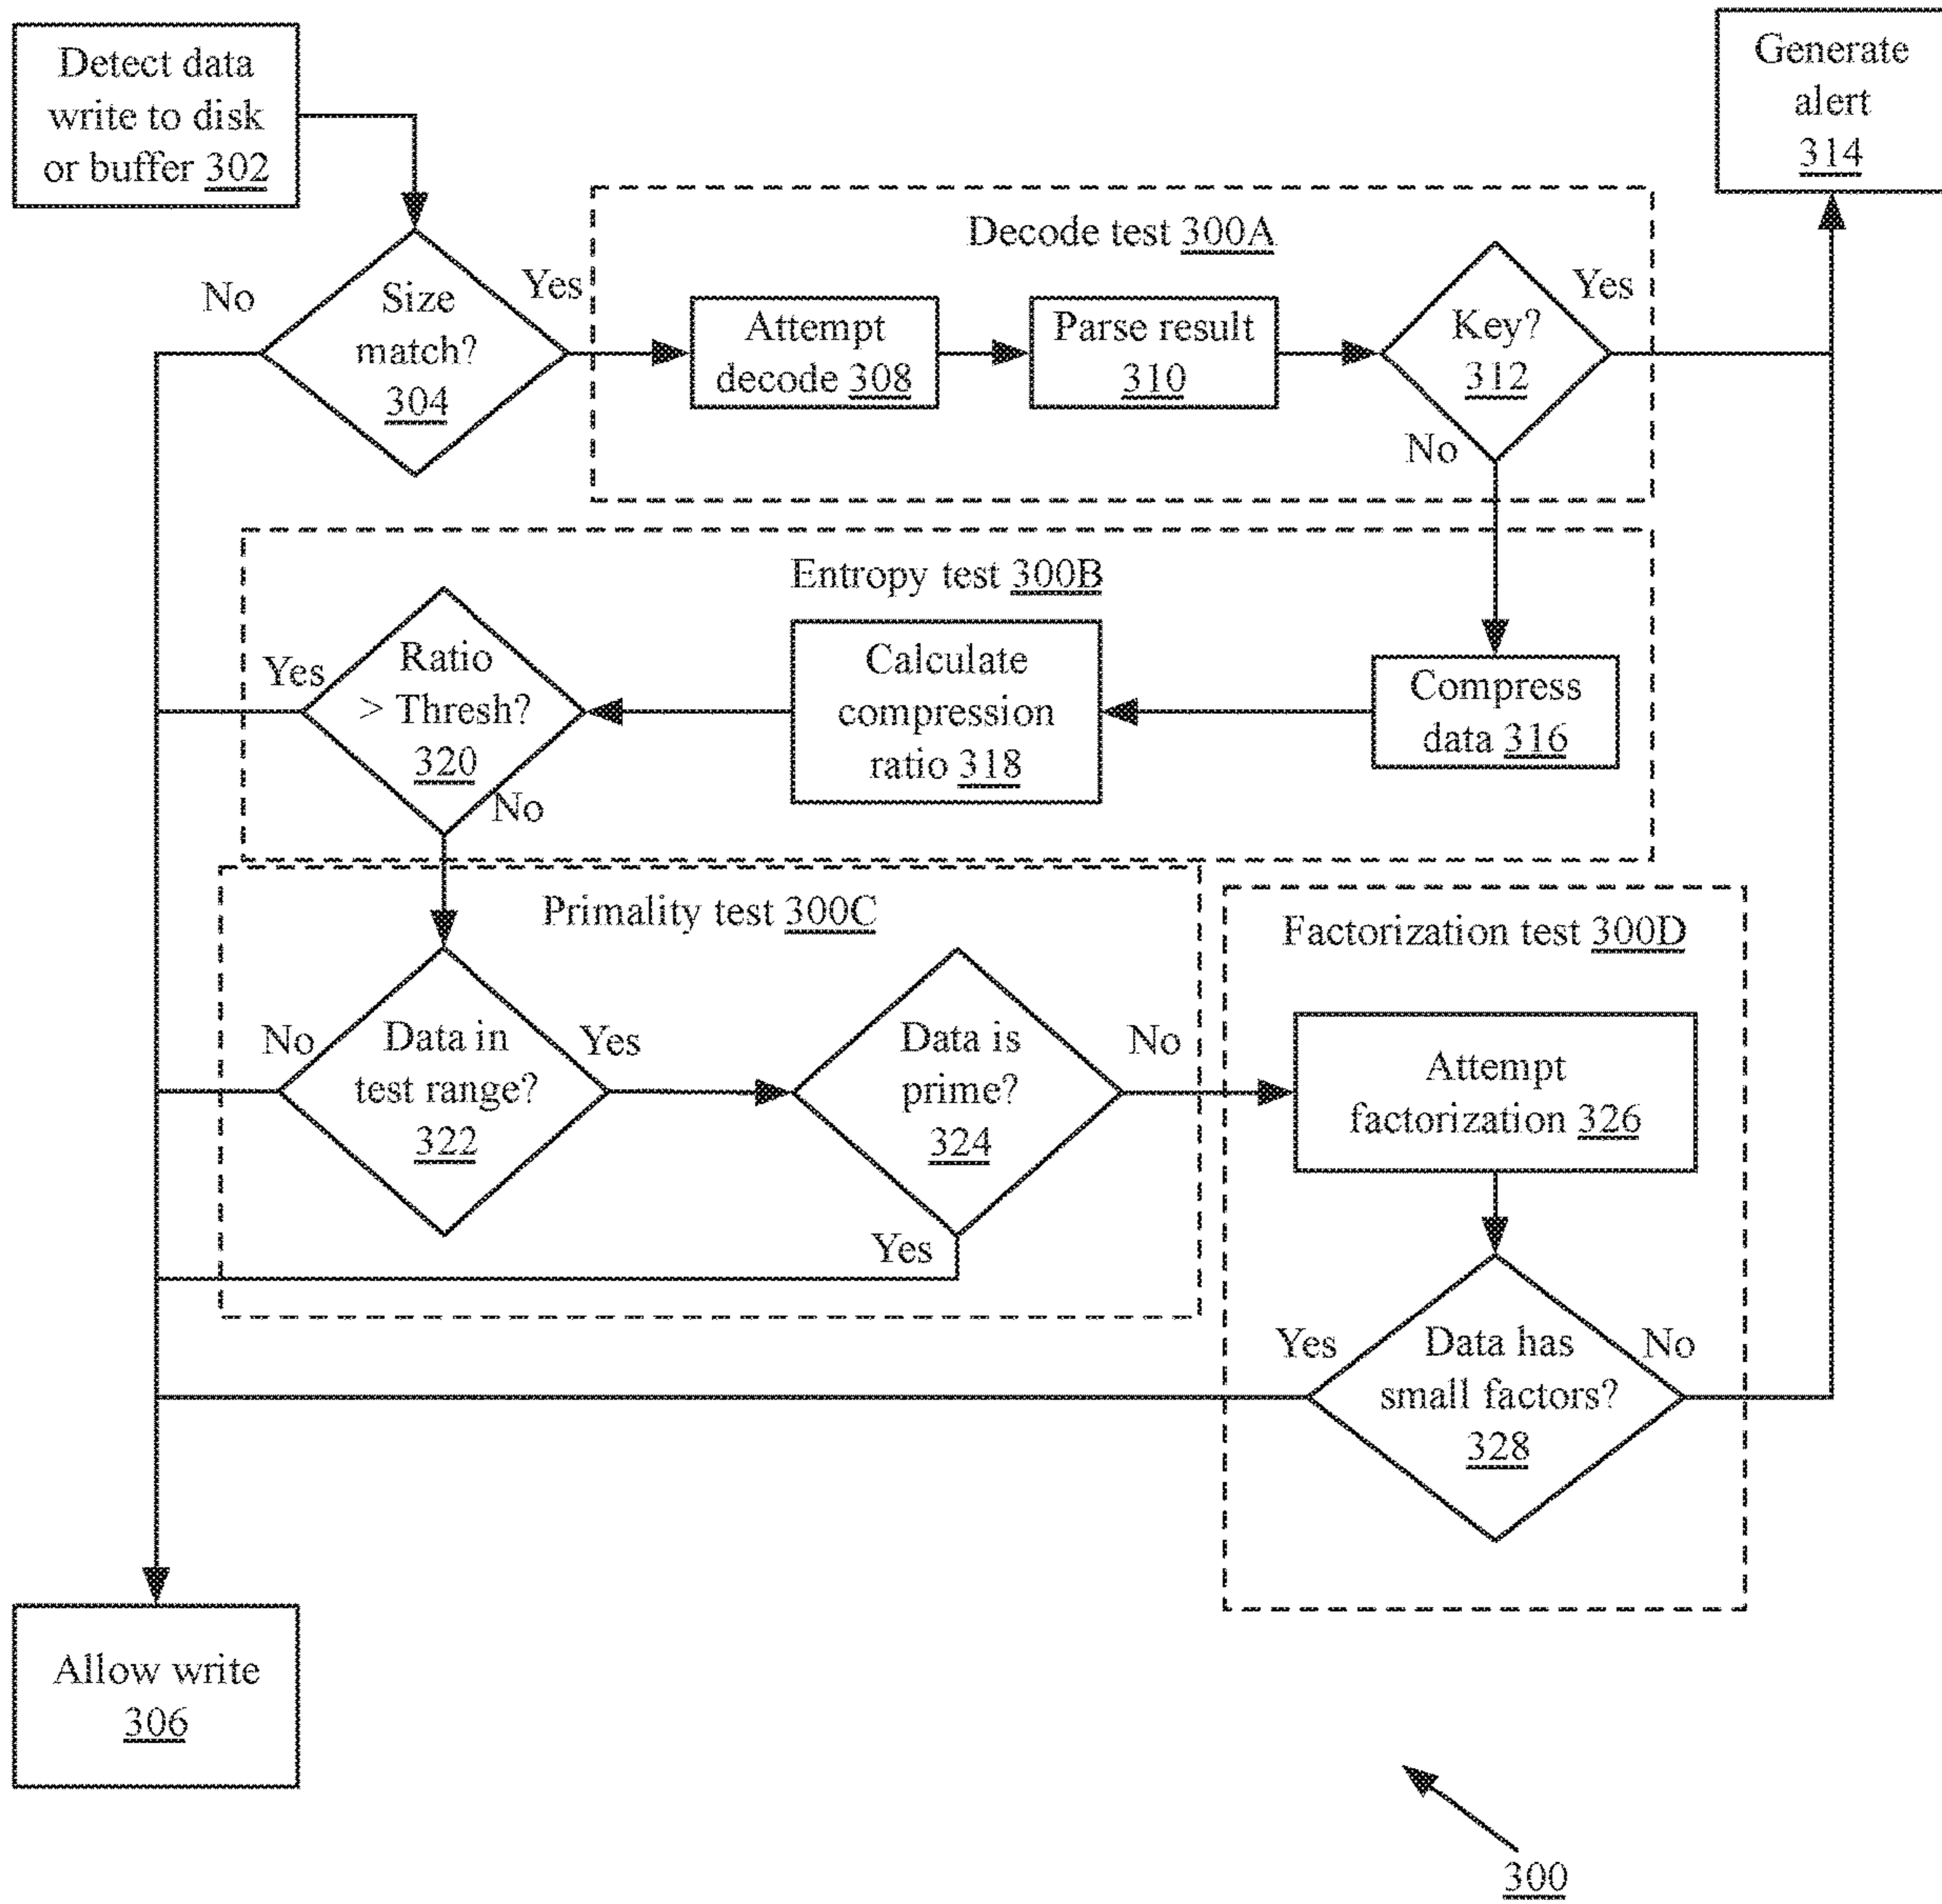 Detect data
write to disk
or buffer 302
Generate
alert
314
Decode test 300A
No
Size
match?
304
Yes
Attempt
decode 308
Parse result
310
Key?
312
Yes
No
Entropy test 300B
Yes
Ratio
> Thresh?
320
No
Calculate
compression
ratio 318
Compress
data 316
Primality test 300C
No
Data in
test range?
322
Yes
Data is
prime?
324
No
Yes
Factorization test 300D
Attempt
factorization 326
Yes
Data has
small factors?
328
No
Allow write
306
300